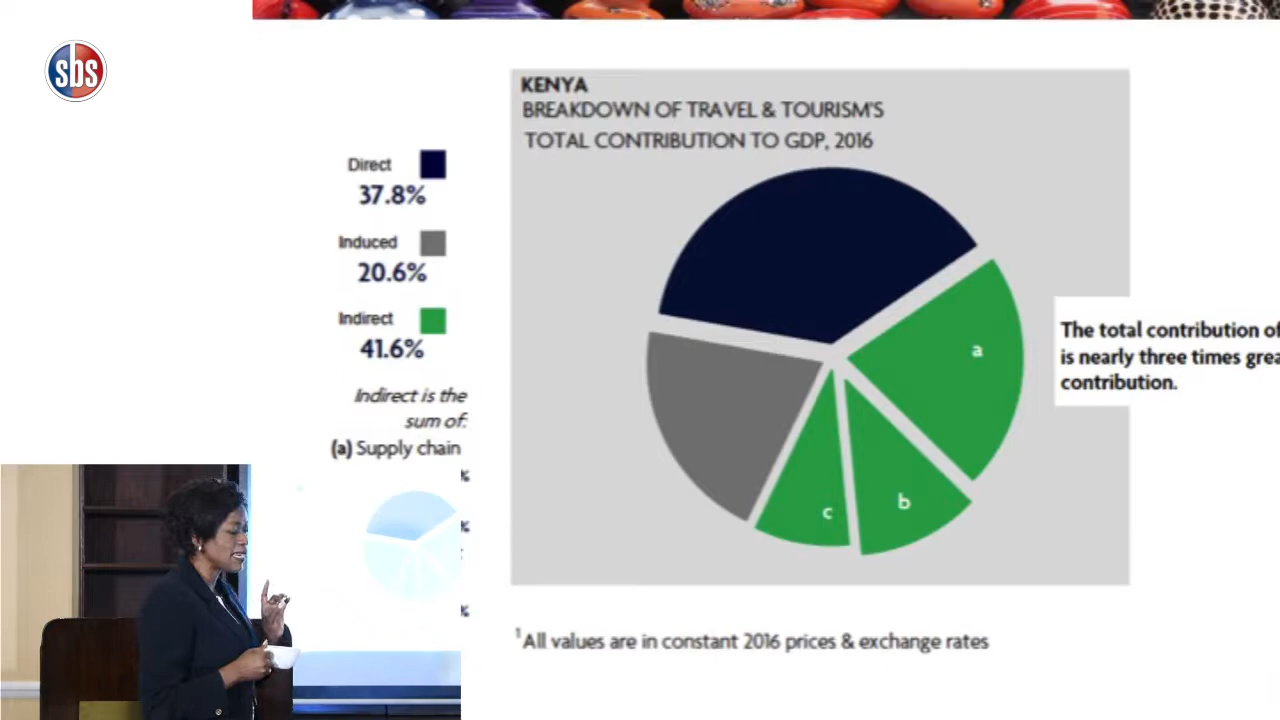 sbs
KENYA
BREAKDOWN OF TRAVEL & TOURISM'S
TOTAL CONTRIBUTION TO GDP, 2016
Direct
37.8%
Induced
20.6%
Indirect
41.6%
Indirect is the
sum of:
(a) Supply chain
%
%
%
a
b
c
The total contribution of
is nearly three times
contribution.
1All values are in constant 2016 prices & exchange rates